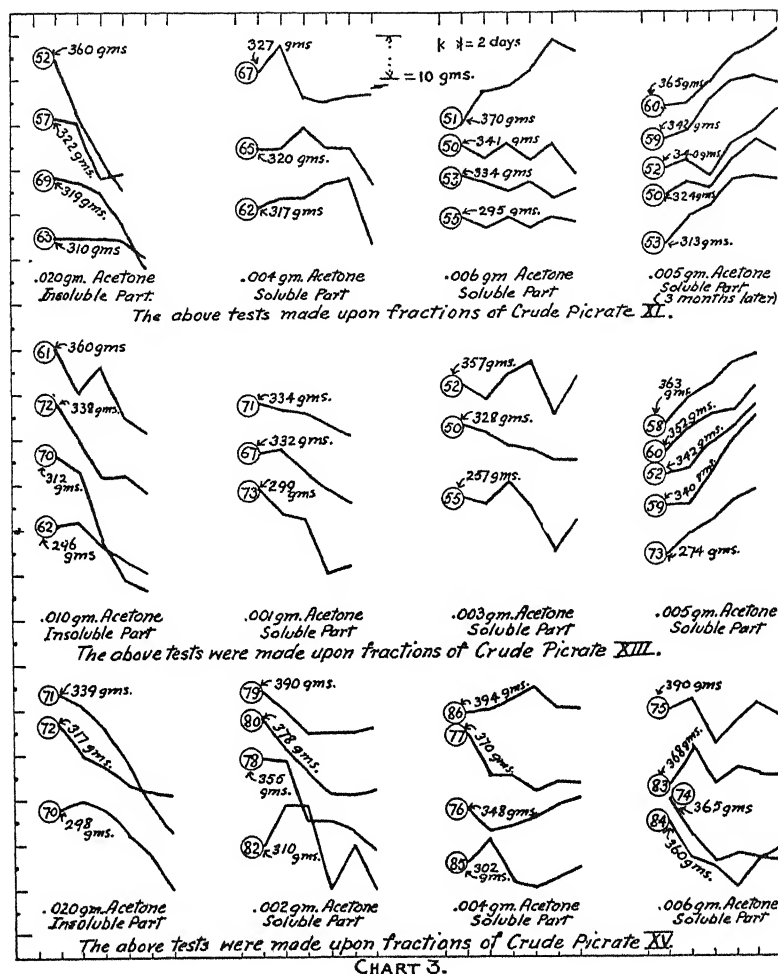 52 360 gms
57 322 gms.
69 319 gms.
63 310 gms
.020 gm. Acetone
Insoluble Part.
327 gms
67
65 320 gms.
62 317 gms
.004 gm. Acetone
Soluble Part
= 10 gms.
= 2 days
51 370 gms
50 341 gms
53 334 gms
55 295 gms.
.006 gm Acetone
Soluble Part
60 365 gms
59 342 gms
52 340 gms
50 324 gms
53 313 gms.
.005 gm. Acetone
Soluble Part
(3 months later)
The above tests made upon fractions of Crude Picrate XI.
61 360 gms
72 338 gms.
70 312 gms.
62 246 gms
.010 gm. Acetone
Insoluble Part
71 334 gms
67 332 gms.
73 299 gms
.001 gm. Acetone
Soluble Part
52 357 gms.
50 328 gms.
55 257 gms.
.003 gm. Acetone
Soluble Part
363 gms.
58
60 352 gms.
52 342 gms.
59 340 gms.
73 274 gms.
.005 gm. Acetone
Soluble Part
The above tests were made upon fractions of Crude Picrate XIII.
71 339 gms.
72 317 gms.
70 298 gms.
.020 gm. Acetone
Insoluble Part
79 390 gms.
80 378 gms.
78 356 gms.
82 310 gms.
.002 gm. Acetone
Soluble Part
86 394 gms.
77 370 gms.
76 348 gms.
85 302 gms.
.004 gm. Acetone
Soluble Part
390 gms
75
83 368 gms.
74 365 gms
84 360 gms.
.006 gm. Acetone
Soluble Part
The above tests were made upon fractions of Crude Picrate XV.
CHART 3.